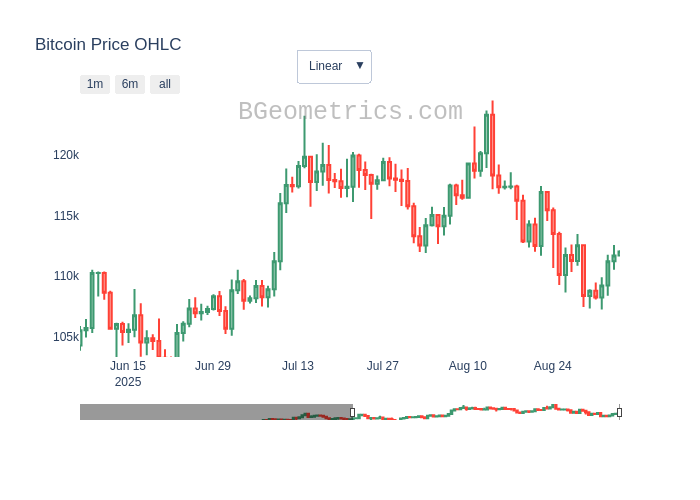 Bitcoin Price OHLC
Linear ▼
1m 6m all
BGeometrics.com
120k
115k
110k
105k
Jun 15 Jun 29 Jul 13 Jul 27 Aug 10 Aug 24
2025